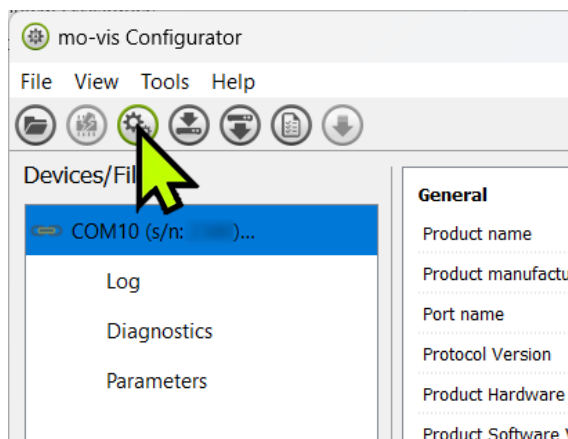 mo-vis Configurator
File View Tools Help
Devices/Fil
COM10 (s/n: )...
Log
Diagnostics
Parameters
General
Product name
Product manufactu
Port name
Protocol Version
Product Hardware
Product Software V